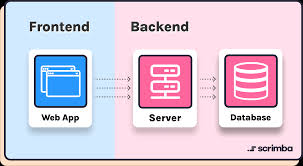 Frontend
Backend
Web App
Server
Database
scrimba